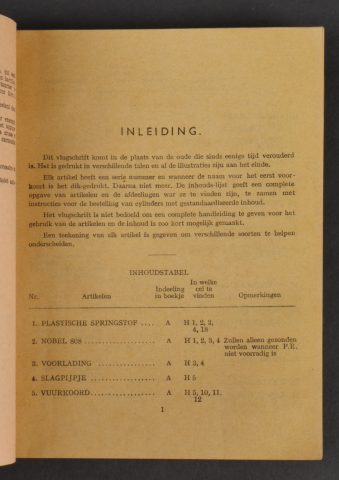 INLEIDING.
Dit vlugschrift komt in de plaats van de oude die sinds eenigs tijd verouderd
is. Het is gedrukt in verschillende talen en al de illustraties zijn aan het einde.
Elk artikel heeft een serie nummer en wanneer de naam voor het eerst voor-
komt is het dik-gedrukt. Daarna niet meer. De inhouds-lijst geeft een complete
opgave van artikelen en de afdeelingen waar ze te vinden zijn, te samen met
instructies voor de bestelling van cylinders met gestandaardiseerde inhoud.
Het vlugschrift is niet bedoeld om een complete handleiding te geven voor het
gebruik van de artikelen en de inhoud is zoo kort mogelijk gemaakt.
Een teekening van elk artikel is gegeven om verschillende soorten te helpen
onderscheiden.
INHOUDSTABEL
Nr. Artikelen Indeeling in boekje In welke cel te vinden Opmerkingen
1. PLASTISCHE SPRINGSTOF .... A H 1, 2, 3,
4, 18
2. NOBEL 808 .................. A H 1, 2, 3, 4 Zullen alleen gezonden
worden wanneer P.E.
niet voorradig is
3. VOORLADING ................ A H 3, 4
4. SLAGPIJPJE .................. A H 5
5. VUURKOORD .................. A H 5, 10, 11,
12
1